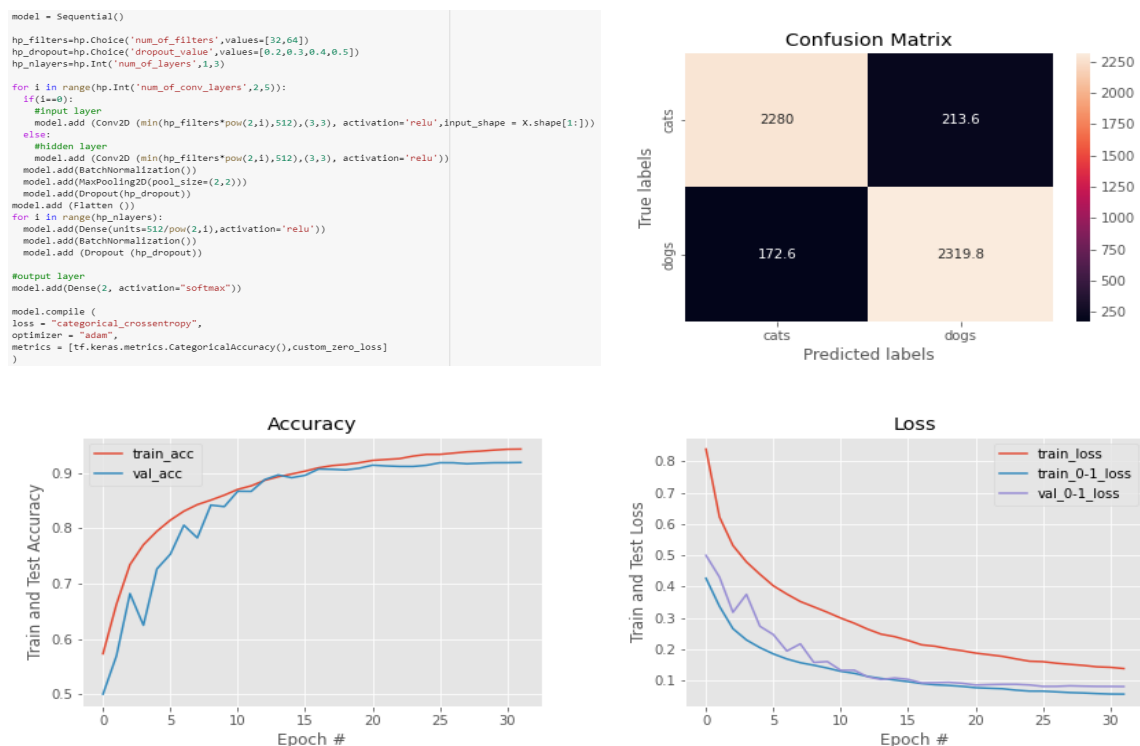 model = Sequential()
hp_filters=hp.Choice('num_of_filters',values=[32,64])
hp_dropout=hp.Choice('dropout_value',values=[0.2,0.3,0.4,0.5])
hp_nlayers=hp.Int('num_of_layers',1,3)
for i in range(hp.Int('num_of_conv_layers',2,5)):
if(i==0):
#input layer
model.add (Conv2D (min(hp_filters*pow(2,i),512),(3,3), activation='relu',input_shape = X.shape[1:]))
else:
#hidden layer
model.add (Conv2D (min(hp_filters*pow(2,i),512),(3,3), activation='relu'))
model.add(BatchNormalization())
model.add(MaxPooling2D(pool_size=(2,2)))
model.add(Dropout(hp_dropout))
model.add (Flatten ())
for i in range(hp_nlayers):
model.add(Dense(units=512/pow(2,i),activation='relu'))
model.add(BatchNormalization())
model.add (Dropout (hp_dropout))
#output layer
model.add(Dense(2, activation="softmax"))
model.compile (
loss = "categorical_crossentropy",
optimizer = "adam",
metrics = [tf.keras.metrics.CategoricalAccuracy(),custom_zero_loss]
)
Confusion Matrix
True labels
cats
dogs
2280
213.6
172.6
2319.8
cats
dogs
Predicted labels
2250
2000
1750
1500
1250
1000
750
500
250
Accuracy
train_acc
val_acc
Train and Test Accuracy
0.9
0.8
0.7
0.6
0.5
0
5
10
15
20
25
30
Epoch #
Loss
train_loss
train_0-1_loss
val_0-1_loss
Train and Test Loss
0.8
0.7
0.6
0.5
0.4
0.3
0.2
0.1
0
5
10
15
20
25
30
Epoch #